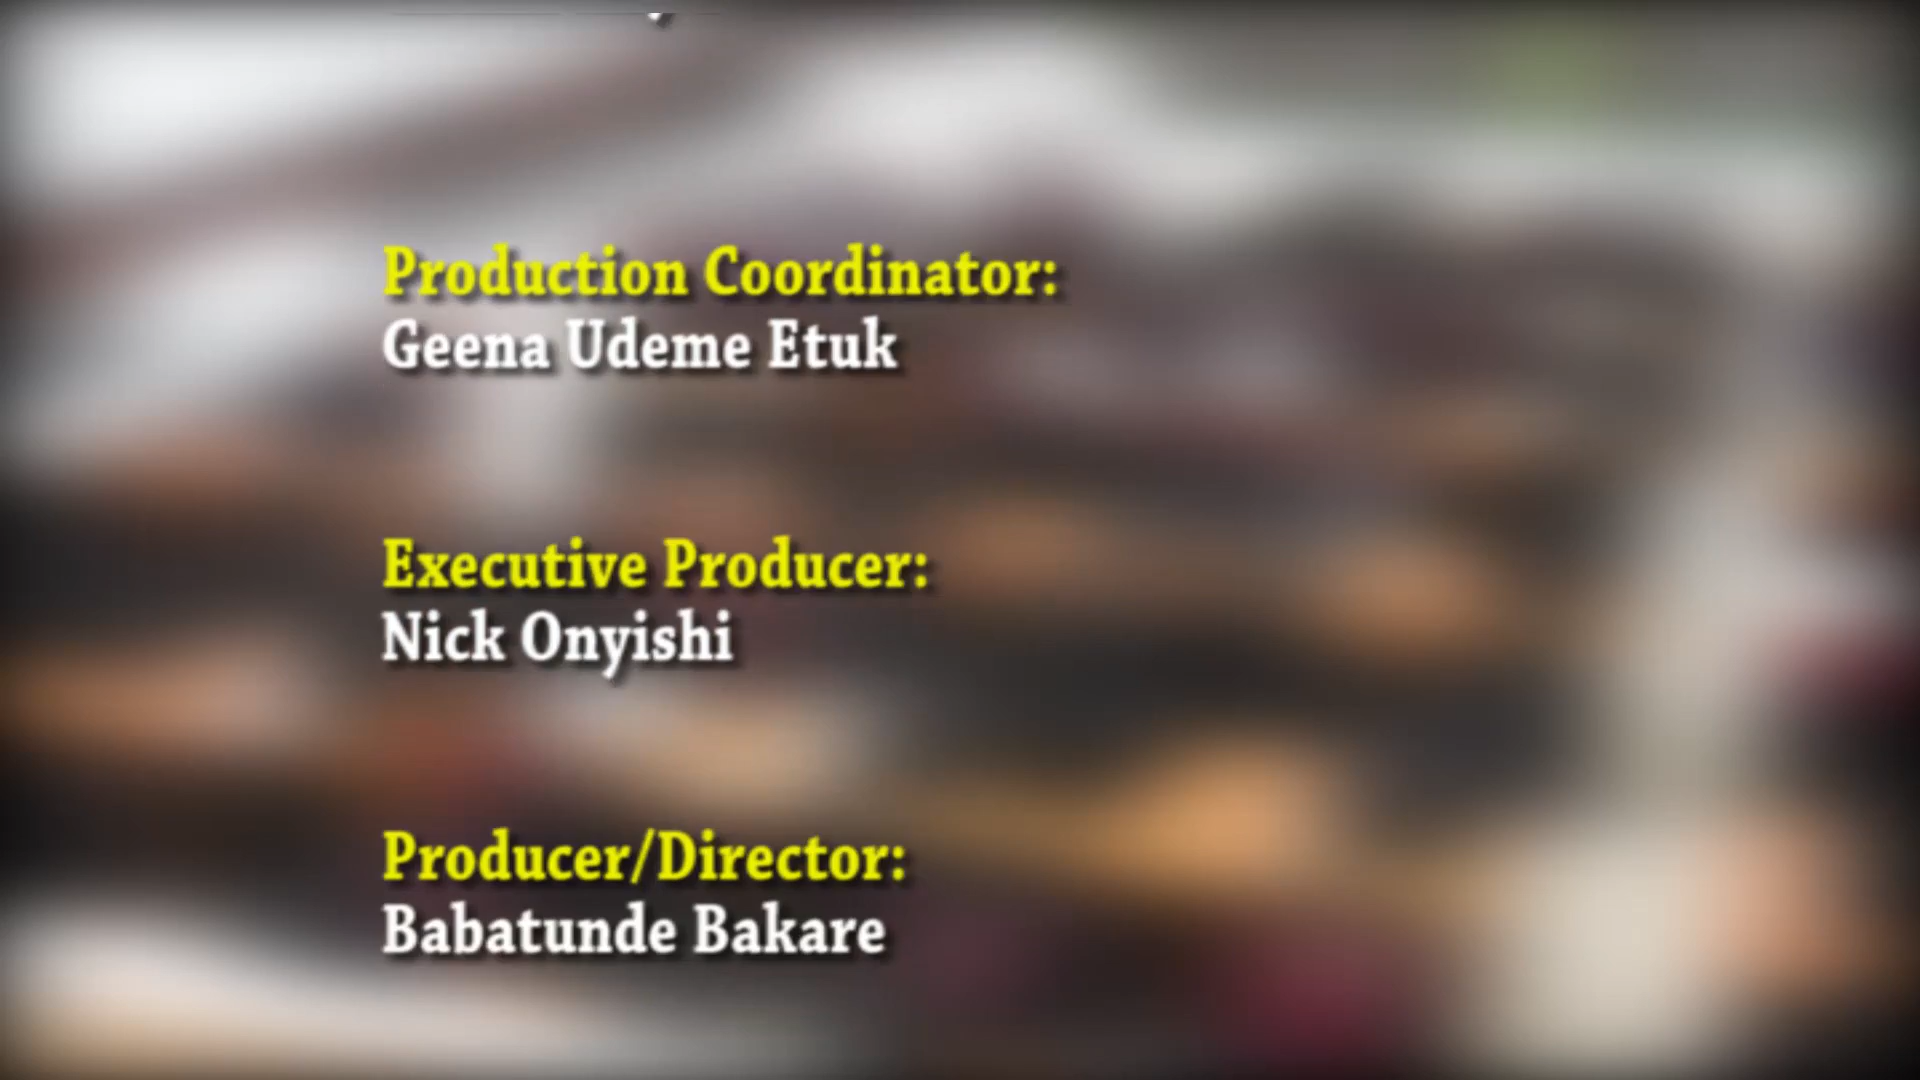 Production Coordinator:
Geena Udeme Etuk
Executive Producer:
Nick Onyishi
Producer/Director:
Babatunde Bakare